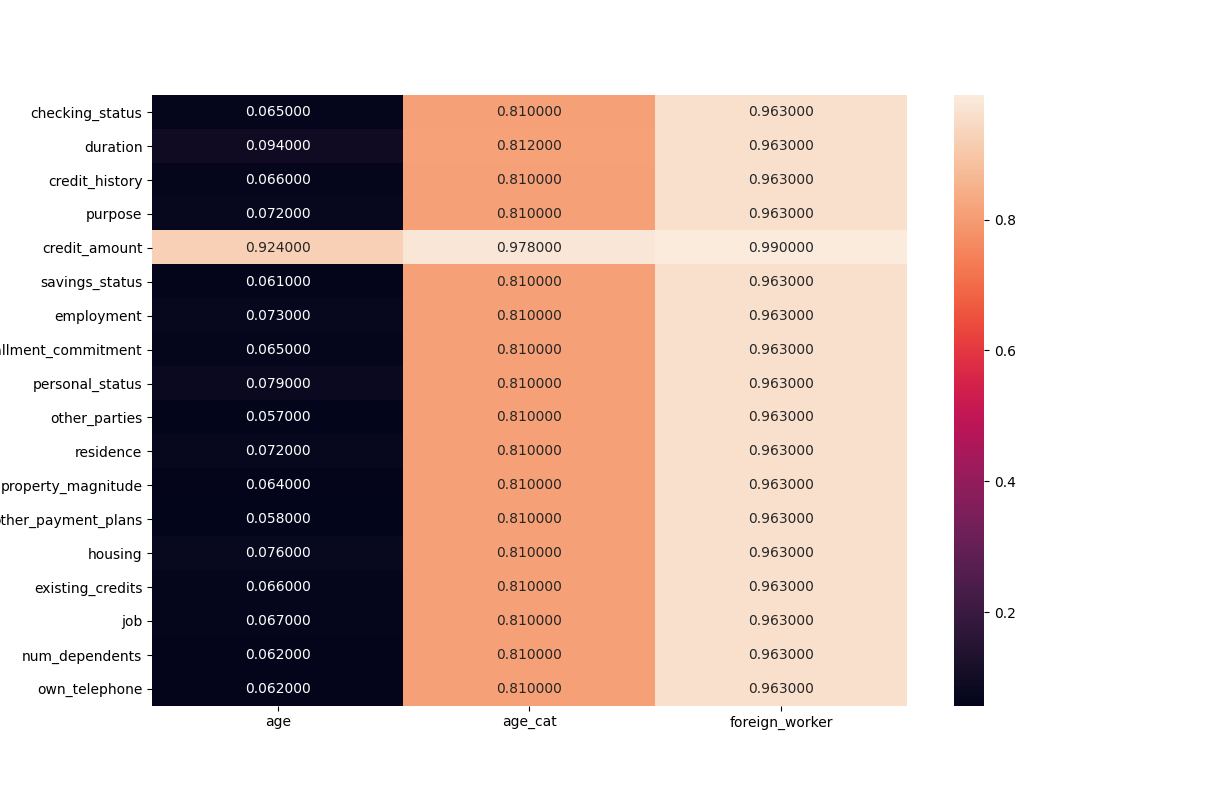 checking_status 0.065000 0.810000 0.963000
duration 0.094000 0.812000 0.963000 0.8
credit_history 0.066000 0.810000 0.963000
purpose 0.072000 0.810000 0.963000
credit_amount 0.924000 0.978000 0.990000
savings_status 0.061000 0.810000 0.963000
employment 0.073000 0.810000 0.963000
allment_commitment 0.065000 0.810000 0.963000 0.6
personal_status 0.079000 0.810000 0.963000
other_parties 0.057000 0.810000 0.963000
residence 0.072000 0.810000 0.963000
property_magnitude 0.064000 0.810000 0.963000 0.4
other_payment_plans 0.058000 0.810000 0.963000
housing 0.076000 0.810000 0.963000
existing_credits 0.066000 0.810000 0.963000
job 0.067000 0.810000 0.963000 0.2
num_dependents 0.062000 0.810000 0.963000
own_telephone 0.062000 0.810000 0.963000
age age_cat foreign_worker